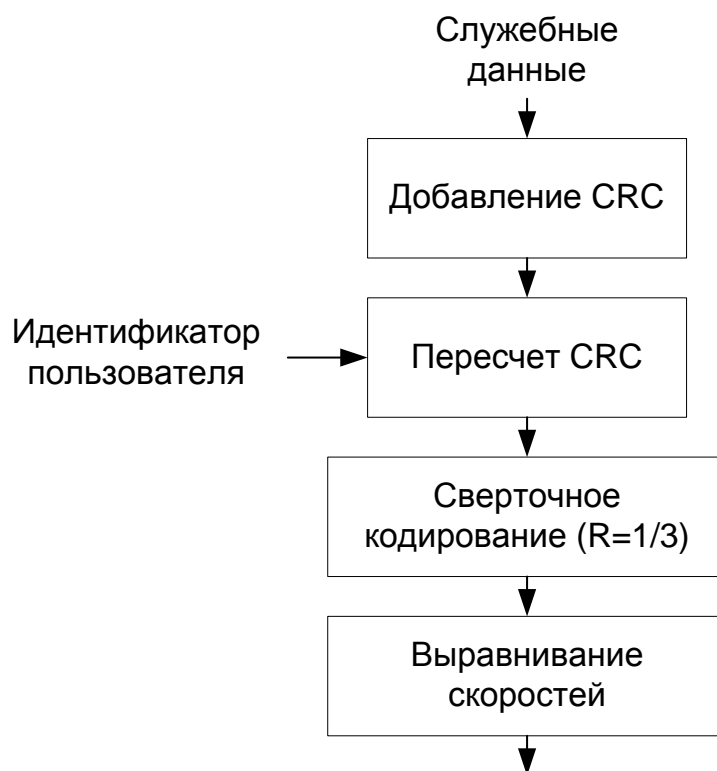 Служебные
данные
Добавление CRC
Идентификатор
пользователя
Пересчет CRC
Сверточное
кодирование (R=1/3)
Выравнивание
скоростей